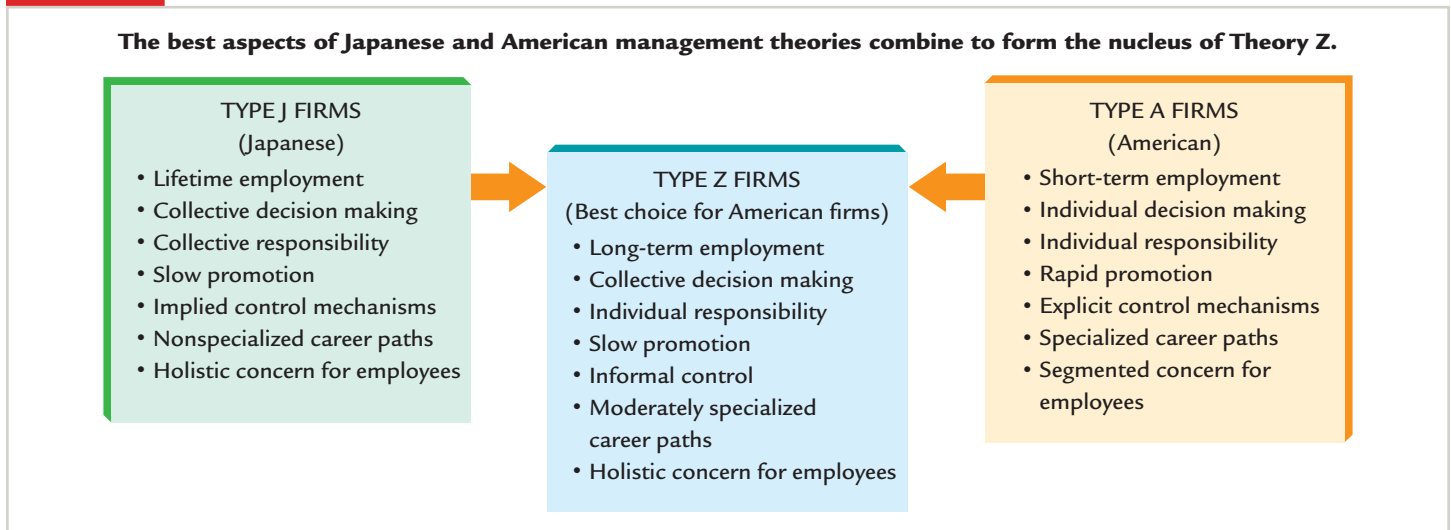 The best aspects of Japanese and American management theories combine to form the nucleus of Theory Z.
TYPE J FIRMS
(Japanese)
• Lifetime employment
• Collective decision making
• Collective responsibility
• Slow promotion
• Implied control mechanisms
• Nonspecialized career paths
• Holistic concern for employees
TYPE Z FIRMS
(Best choice for American firms)
• Long-term employment
• Collective decision making
• Individual responsibility
• Slow promotion
• Informal control
• Moderately specialized
career paths
• Holistic concern for employees
TYPE A FIRMS
(American)
• Short-term employment
• Individual decision making
• Individual responsibility
• Rapid promotion
• Explicit control mechanisms
• Specialized career paths
• Segmented concern for
employees